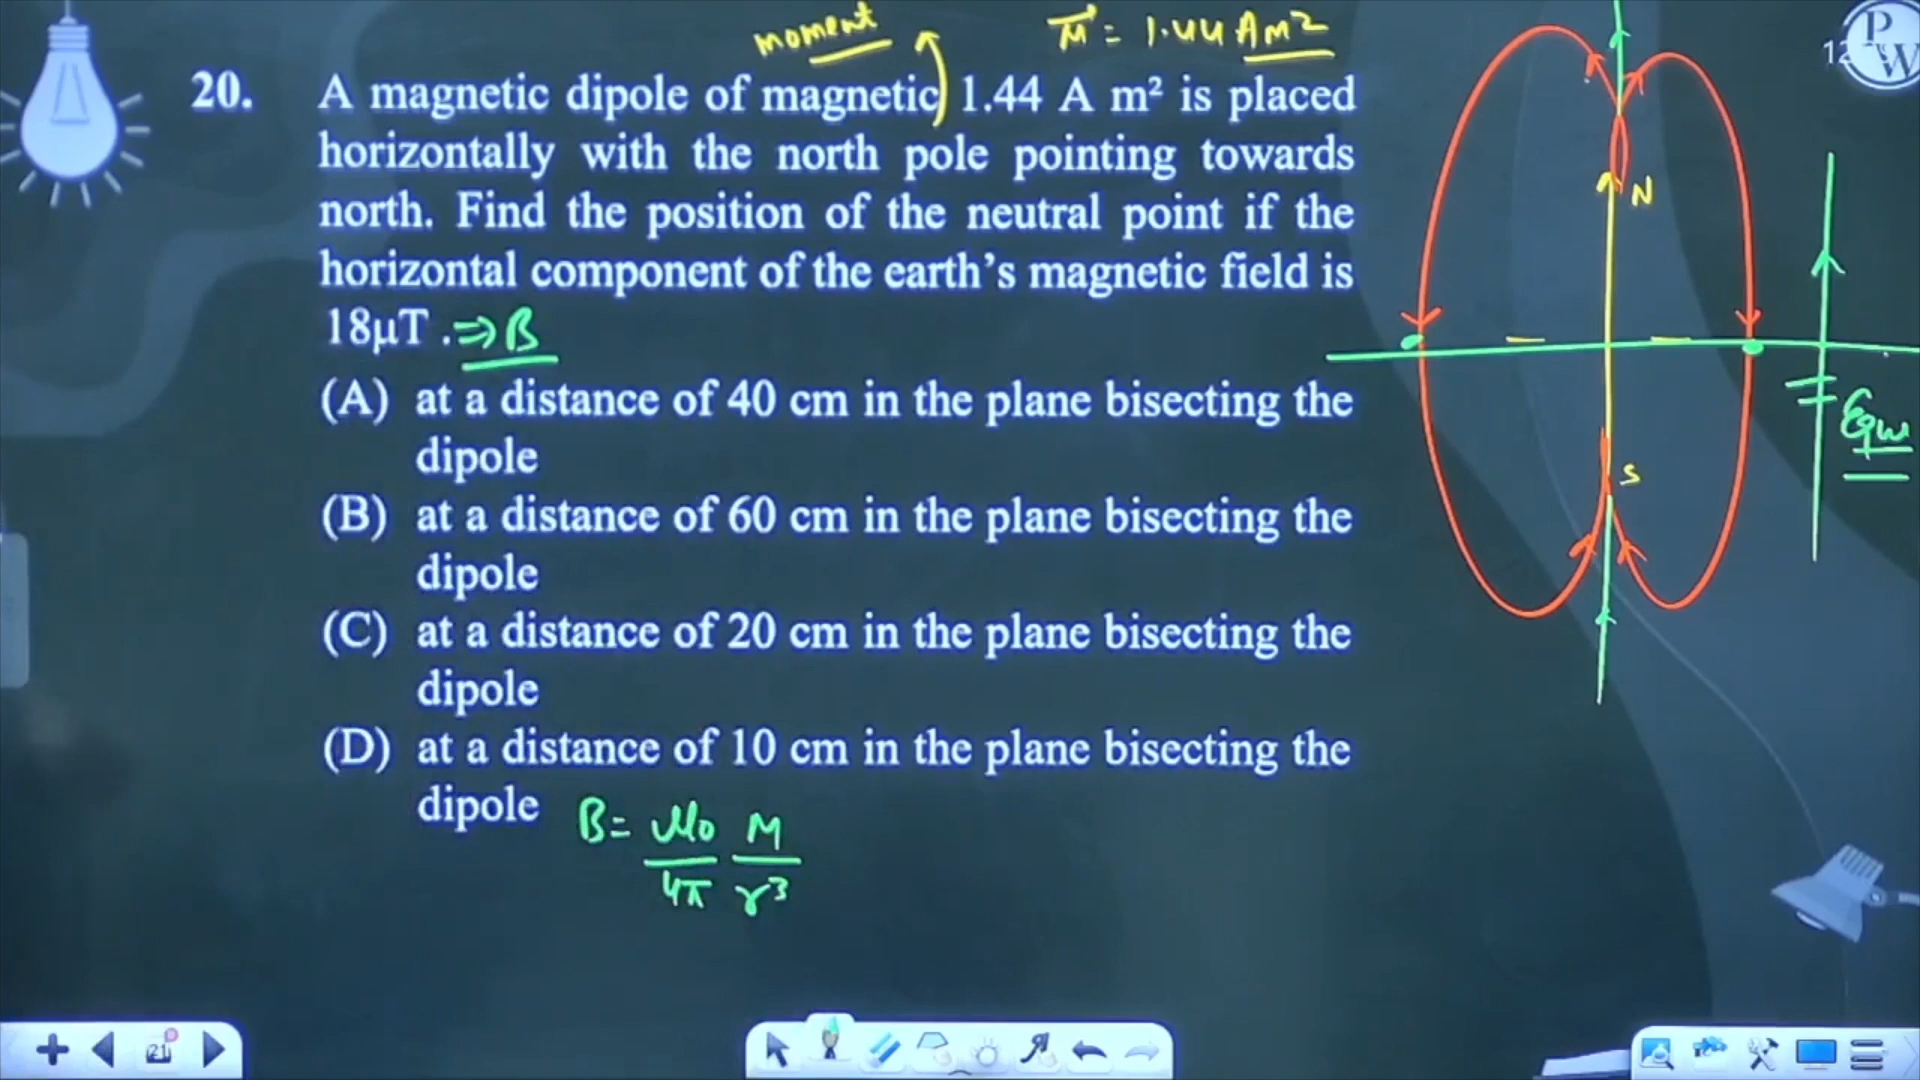 moment
M = 1.44 Am²
20. A magnetic dipole of magnetic) 1.44 A m² is placed
horizontally with the north pole pointing towards
north. Find the position of the neutral point if the
horizontal component of the earth's magnetic field is
18μT . ⇒ B
(A) at a distance of 40 cm in the plane bisecting the
dipole
(B) at a distance of 60 cm in the plane bisecting the
dipole
(C) at a distance of 20 cm in the plane bisecting the
dipole
(D) at a distance of 10 cm in the plane bisecting the
dipole
B = μ₀/4π M/r³
P
W
N
S
21